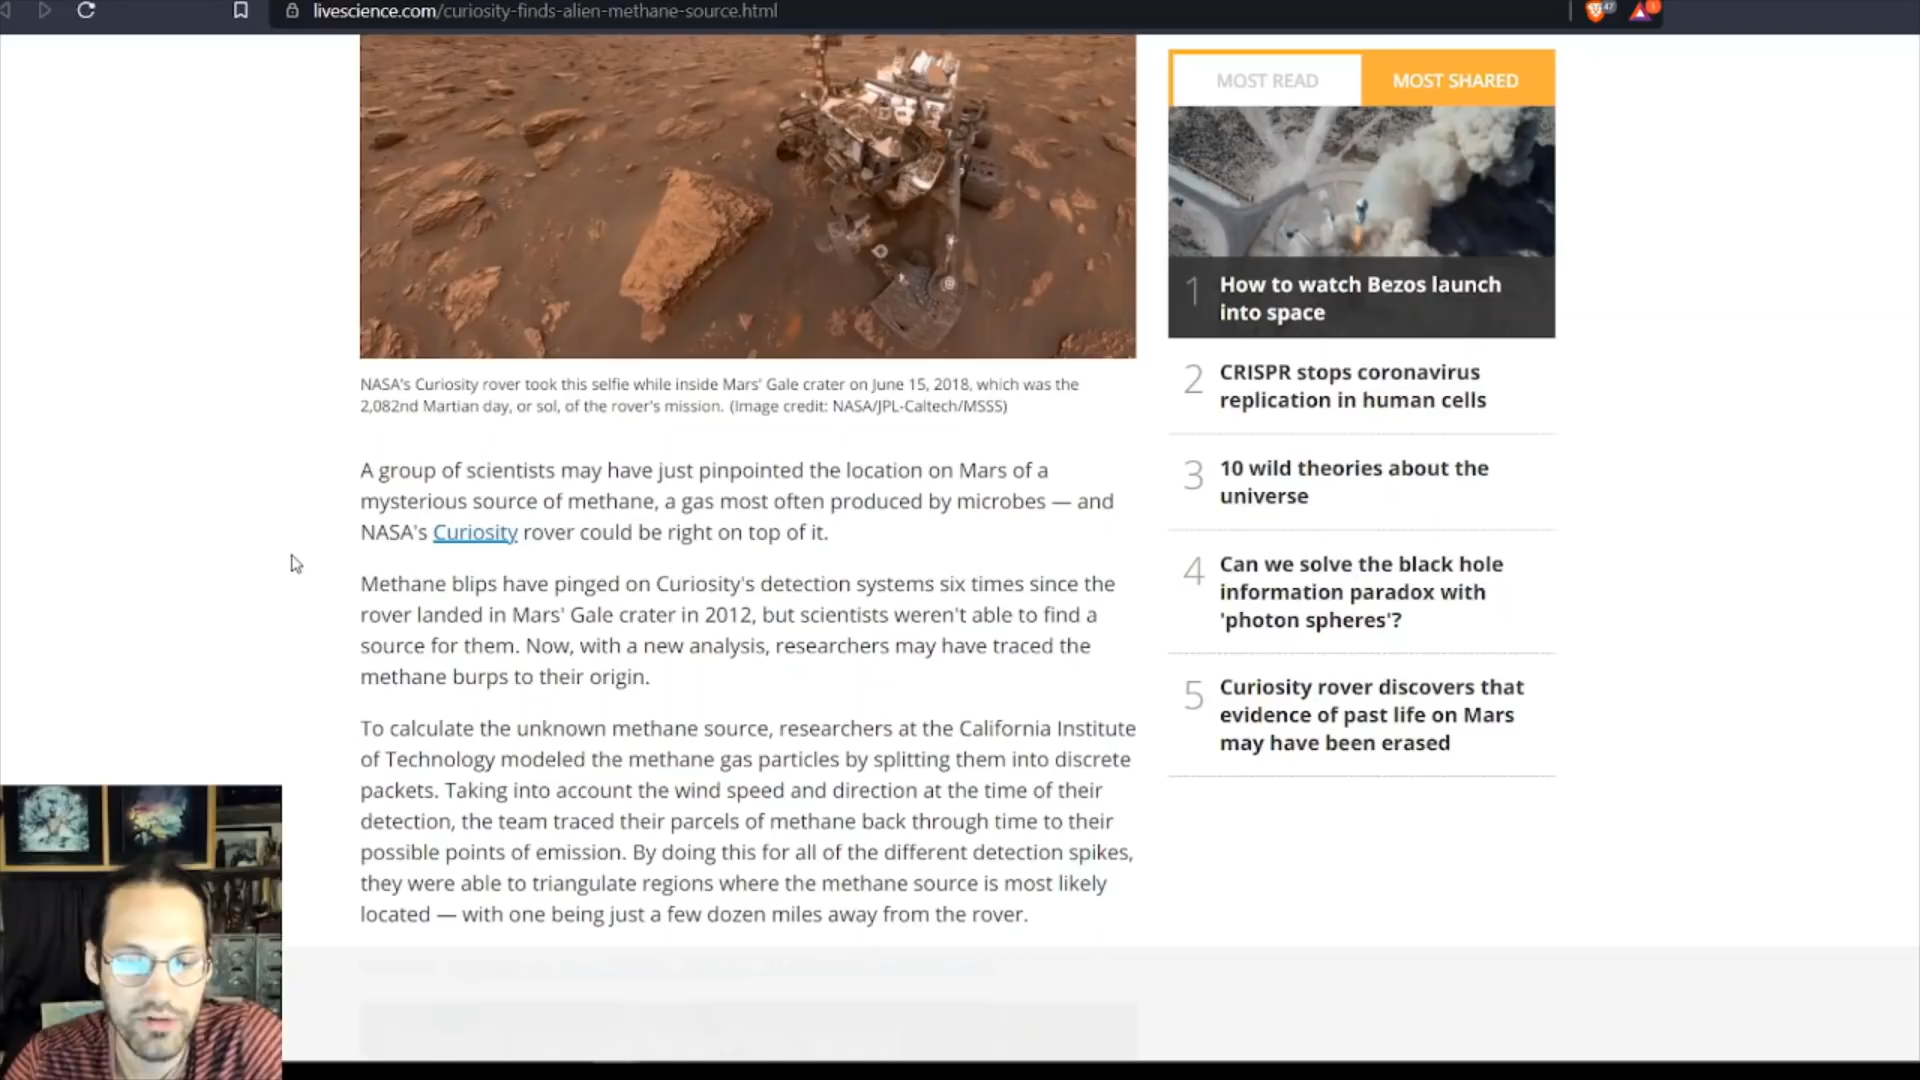 livescience.com/curiosity-finds-alien-methane-source.html
47
1
MOST READ
MOST SHARED
1
How to watch Bezos launch
into space
NASA's Curiosity rover took this selfie while inside Mars' Gale crater on June 15, 2018, which was the
2,082nd Martian day, or sol, of the rover's mission. (Image credit: NASA/JPL-Caltech/MSSS)
A group of scientists may have just pinpointed the location on Mars of a
mysterious source of methane, a gas most often produced by microbes — and
NASA's Curiosity rover could be right on top of it.
Methane blips have pinged on Curiosity's detection systems six times since the
rover landed in Mars' Gale crater in 2012, but scientists weren't able to find a
source for them. Now, with a new analysis, researchers may have traced the
methane burps to their origin.
To calculate the unknown methane source, researchers at the California Institute
of Technology modeled the methane gas particles by splitting them into discrete
packets. Taking into account the wind speed and direction at the time of their
detection, the team traced their parcels of methane back through time to their
possible points of emission. By doing this for all of the different detection spikes,
they were able to triangulate regions where the methane source is most likely
located — with one being just a few dozen miles away from the rover.
2
CRISPR stops coronavirus
replication in human cells
3
10 wild theories about the
universe
4
Can we solve the black hole
information paradox with
'photon spheres'?
5
Curiosity rover discovers that
evidence of past life on Mars
may have been erased